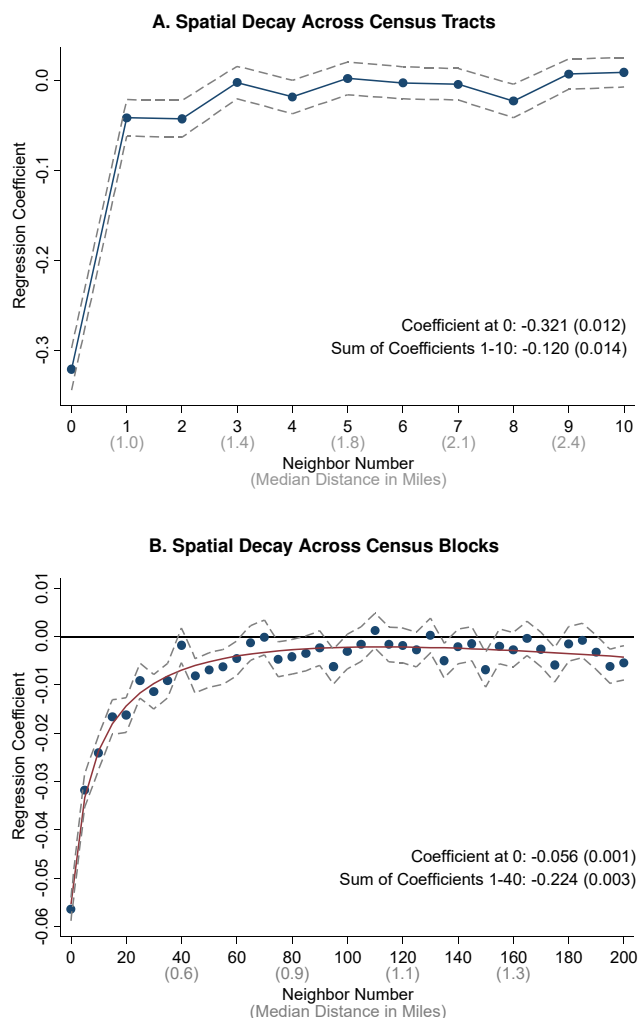 A. Spatial Decay Across Census Tracts
0.0
-0.1
-0.2
-0.3
Regression Coefficient
Coefficient at 0: -0.321 (0.012)
Sum of Coefficients 1-10: -0.120 (0.014)
0 1 2 3 4 5 6 7 8 9 10
(1.0) (1.4) (1.8) (2.1) (2.4)
Neighbor Number
(Median Distance in Miles)
B. Spatial Decay Across Census Blocks
0.01
0.00
-0.01
-0.02
-0.03
-0.04
-0.05
-0.06
Regression Coefficient
Coefficient at 0: -0.056 (0.001)
Sum of Coefficients 1-40: -0.224 (0.003)
0 20 40 60 80 100 120 140 160 180 200
(0.6) (0.9) (1.1) (1.3)
Neighbor Number
(Median Distance in Miles)